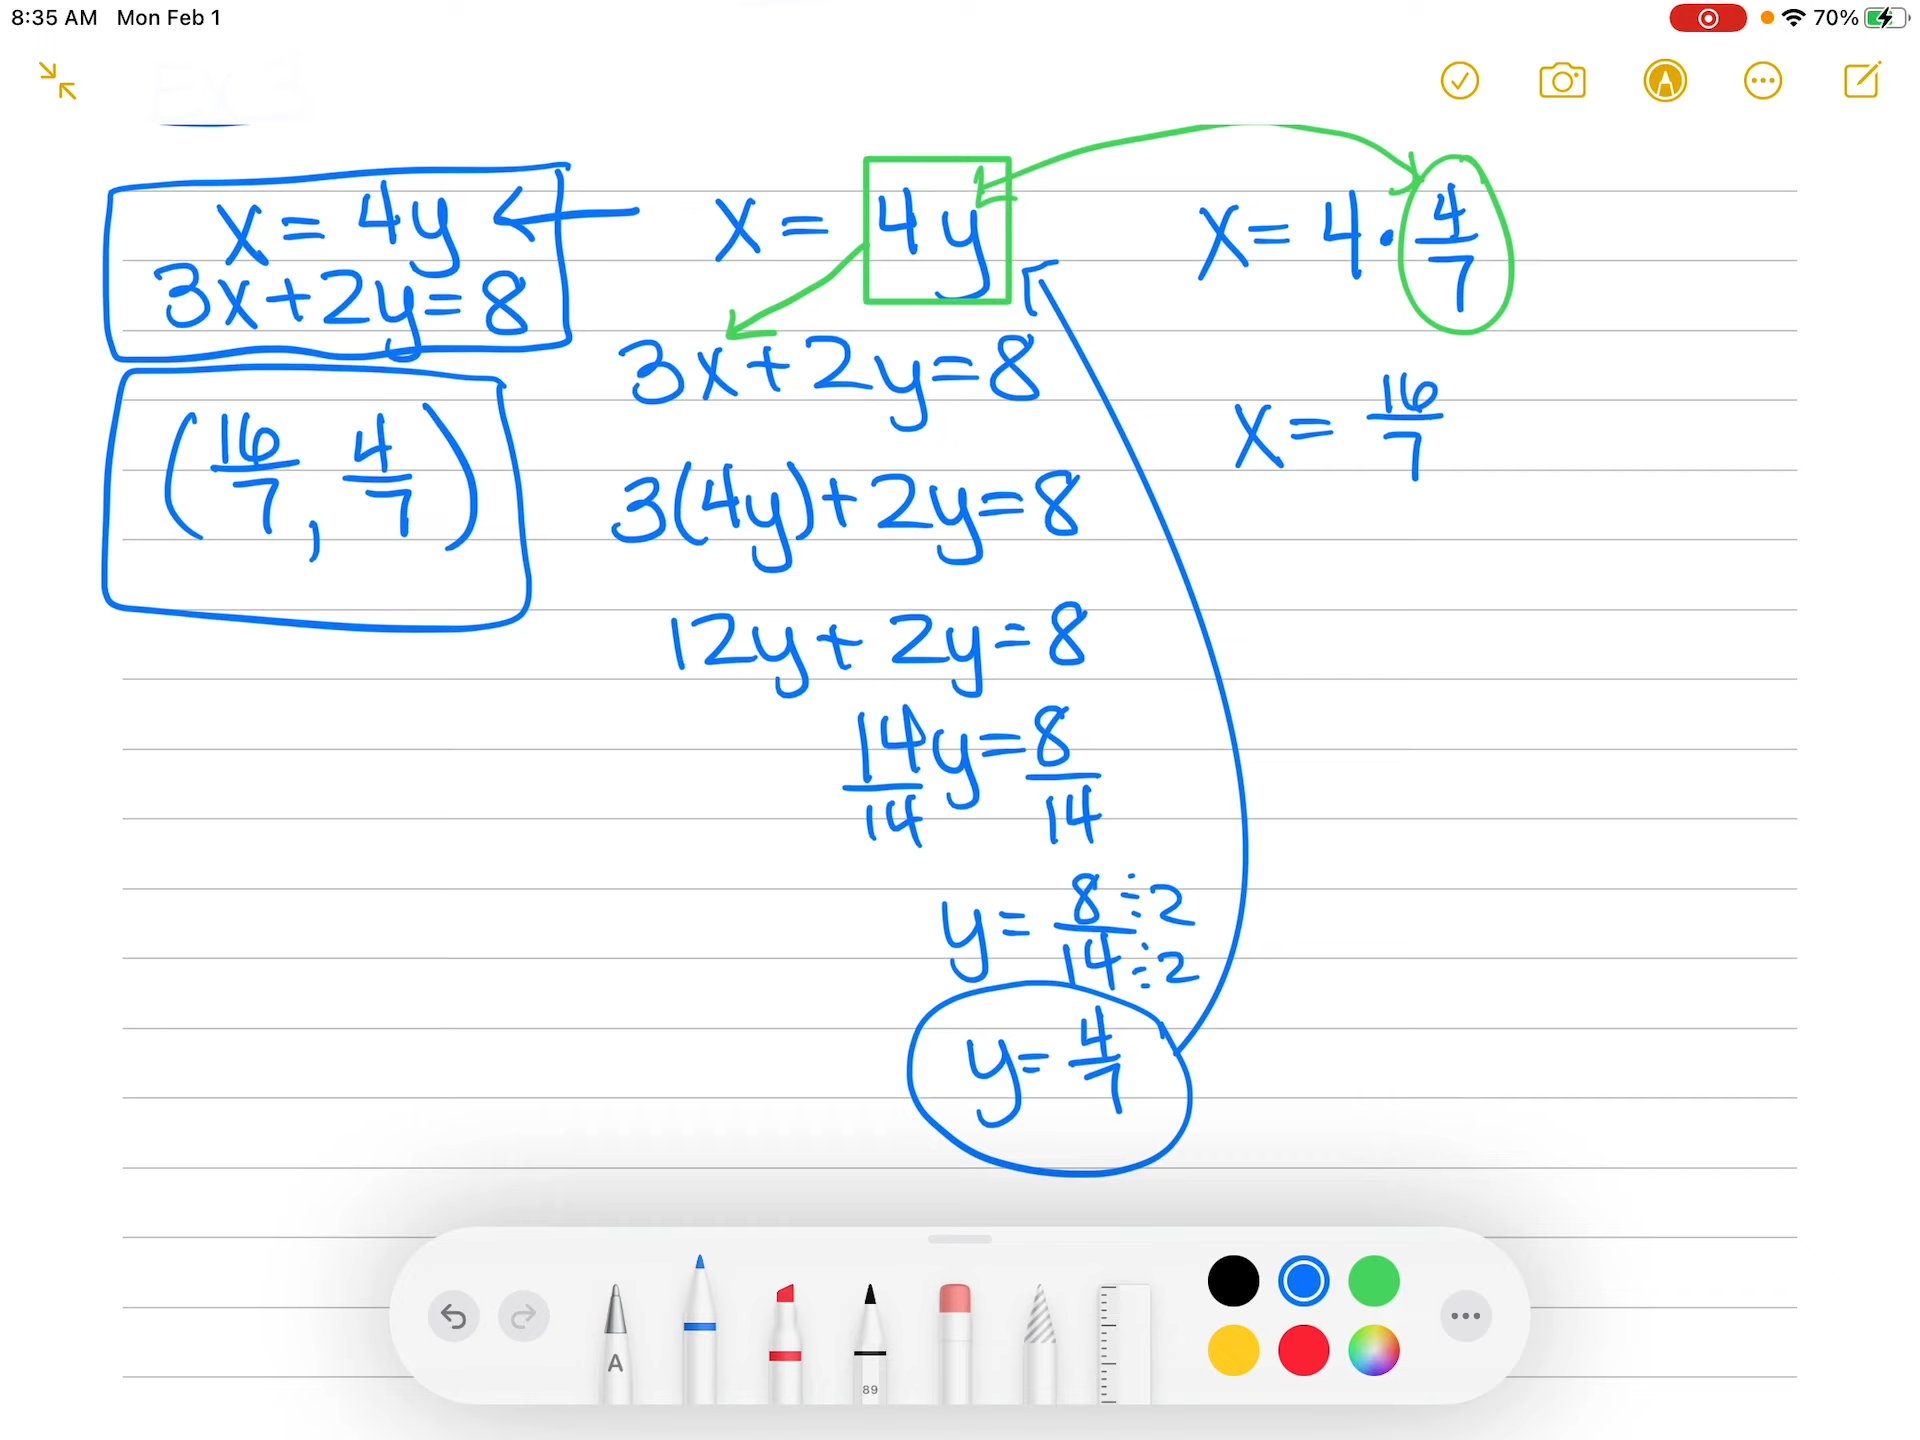 8:35 AM Mon Feb 1
70%
Ex 3
x = 4y
3x+2y=8
(16/7, 4/7)
x = 4y
3x+2y=8
3(4y)+2y=8
12y+2y=8
14y/14=8/14
y= 8÷2/14÷2
y= 4/7
x= 4·4/7
x= 16/7
A
89